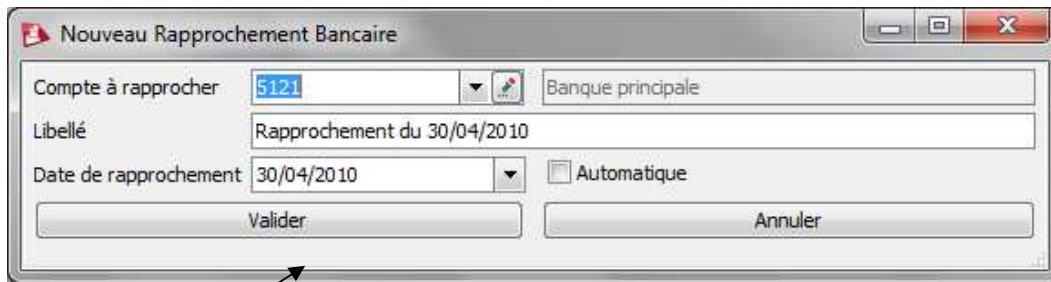 Nouveau Rapprochement Bancaire
Compte à rapprocher 5121 Banque principale
Libellé Rapprochement du 30/04/2010
Date de rapprochement 30/04/2010 Automatique
Valider Annuler